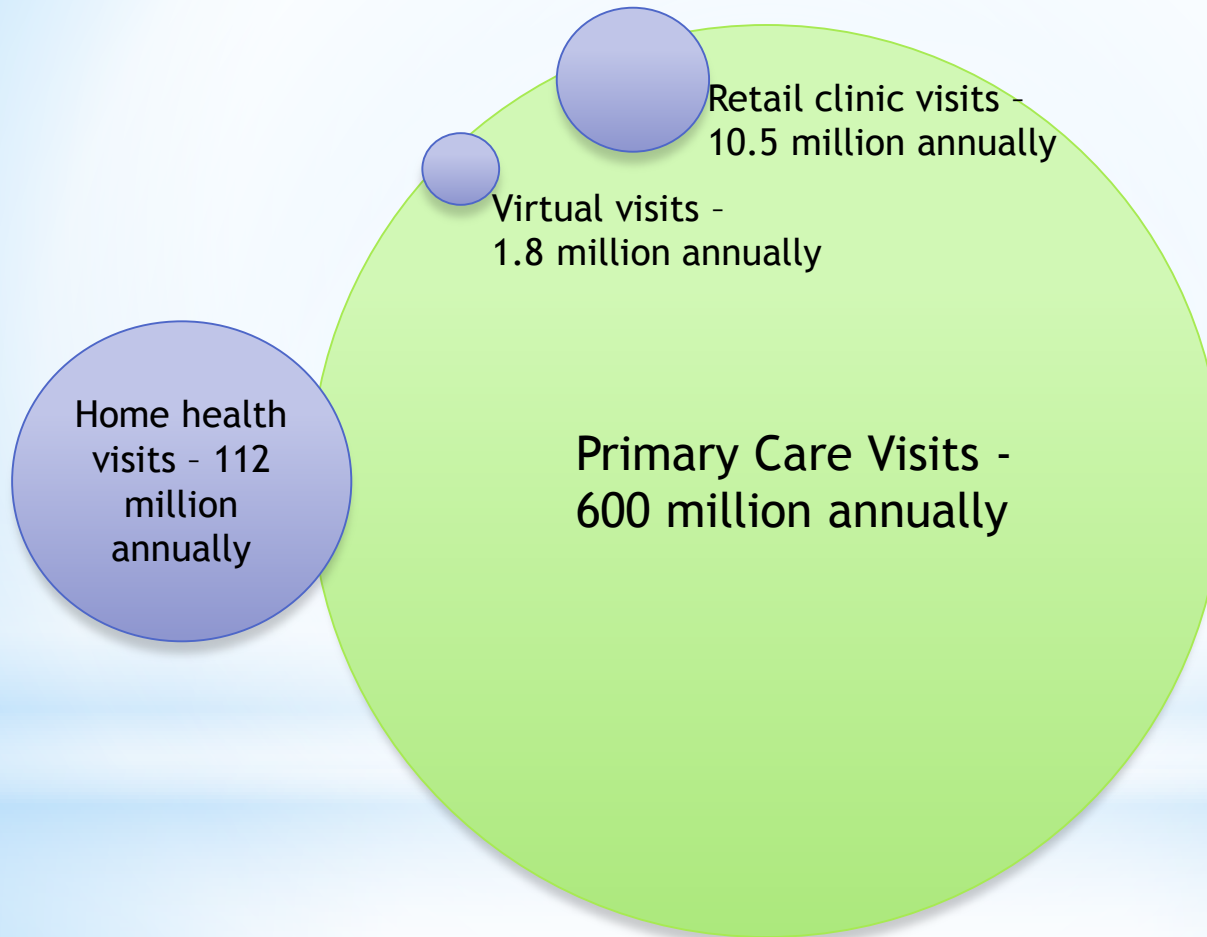 Retail clinic visits –
10.5 million annually
Virtual visits –
1.8 million annually
Home health
visits – 112
million
annually
Primary Care Visits -
600 million annually